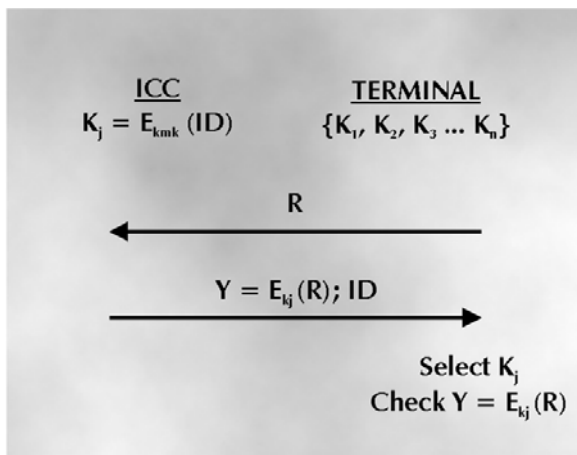 ICC
TERMINAL
Kj = Ekmk (ID)
{K1, K2, K3 ... Kn}
R
Y = Ekj (R); ID
Select Kj
Check Y = Ekj (R)